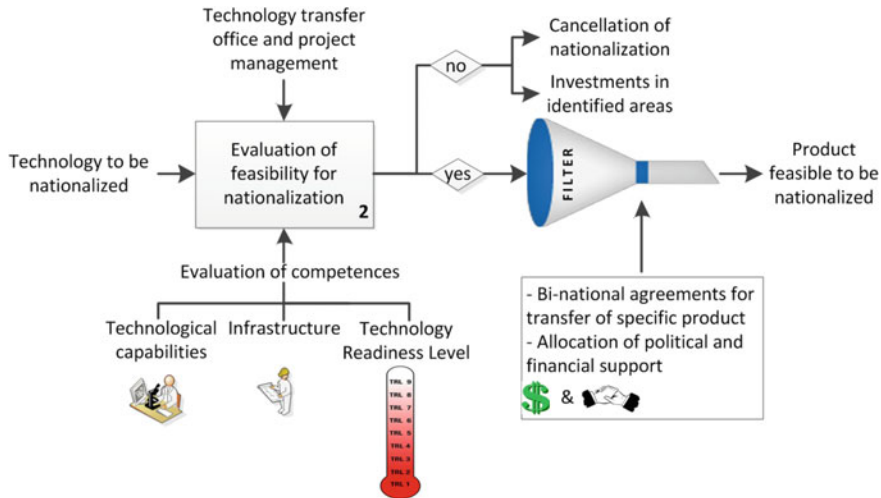 Technology transfer
office and project
management
Technology to be
nationalized
Evaluation of
feasibility for
nationalization
2
no
Cancellation of
nationalization
Investments in
identified areas
yes
FILTER
Product
feasible to be
nationalized
Evaluation of competences
Technological
capabilities
Infrastructure
Technology
Readiness Level
TRL 9
TRL 8
TRL 7
TRL 6
TRL 5
TRL 4
TRL 3
TRL 2
TRL 1
- Bi-national agreements for
transfer of specific product
- Allocation of political and
financial support
$ &